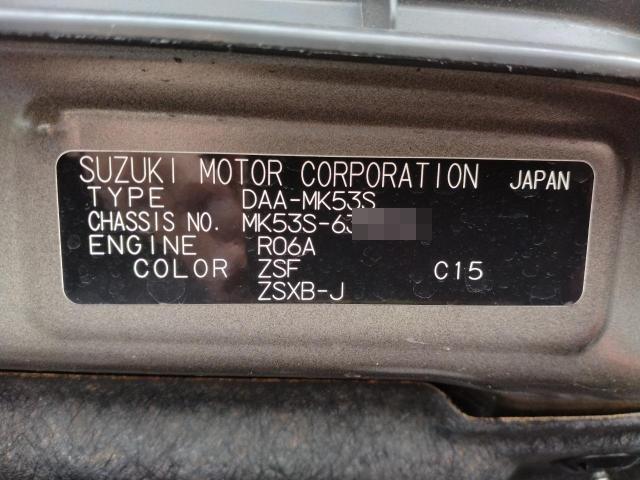 SUZUKI MOTOR CORPORATION JAPAN
TYPE DAA-MK53S
CHASSIS NO. MK53S-63
ENGINE R06A
COLOR ZSF C15
ZSXB-J